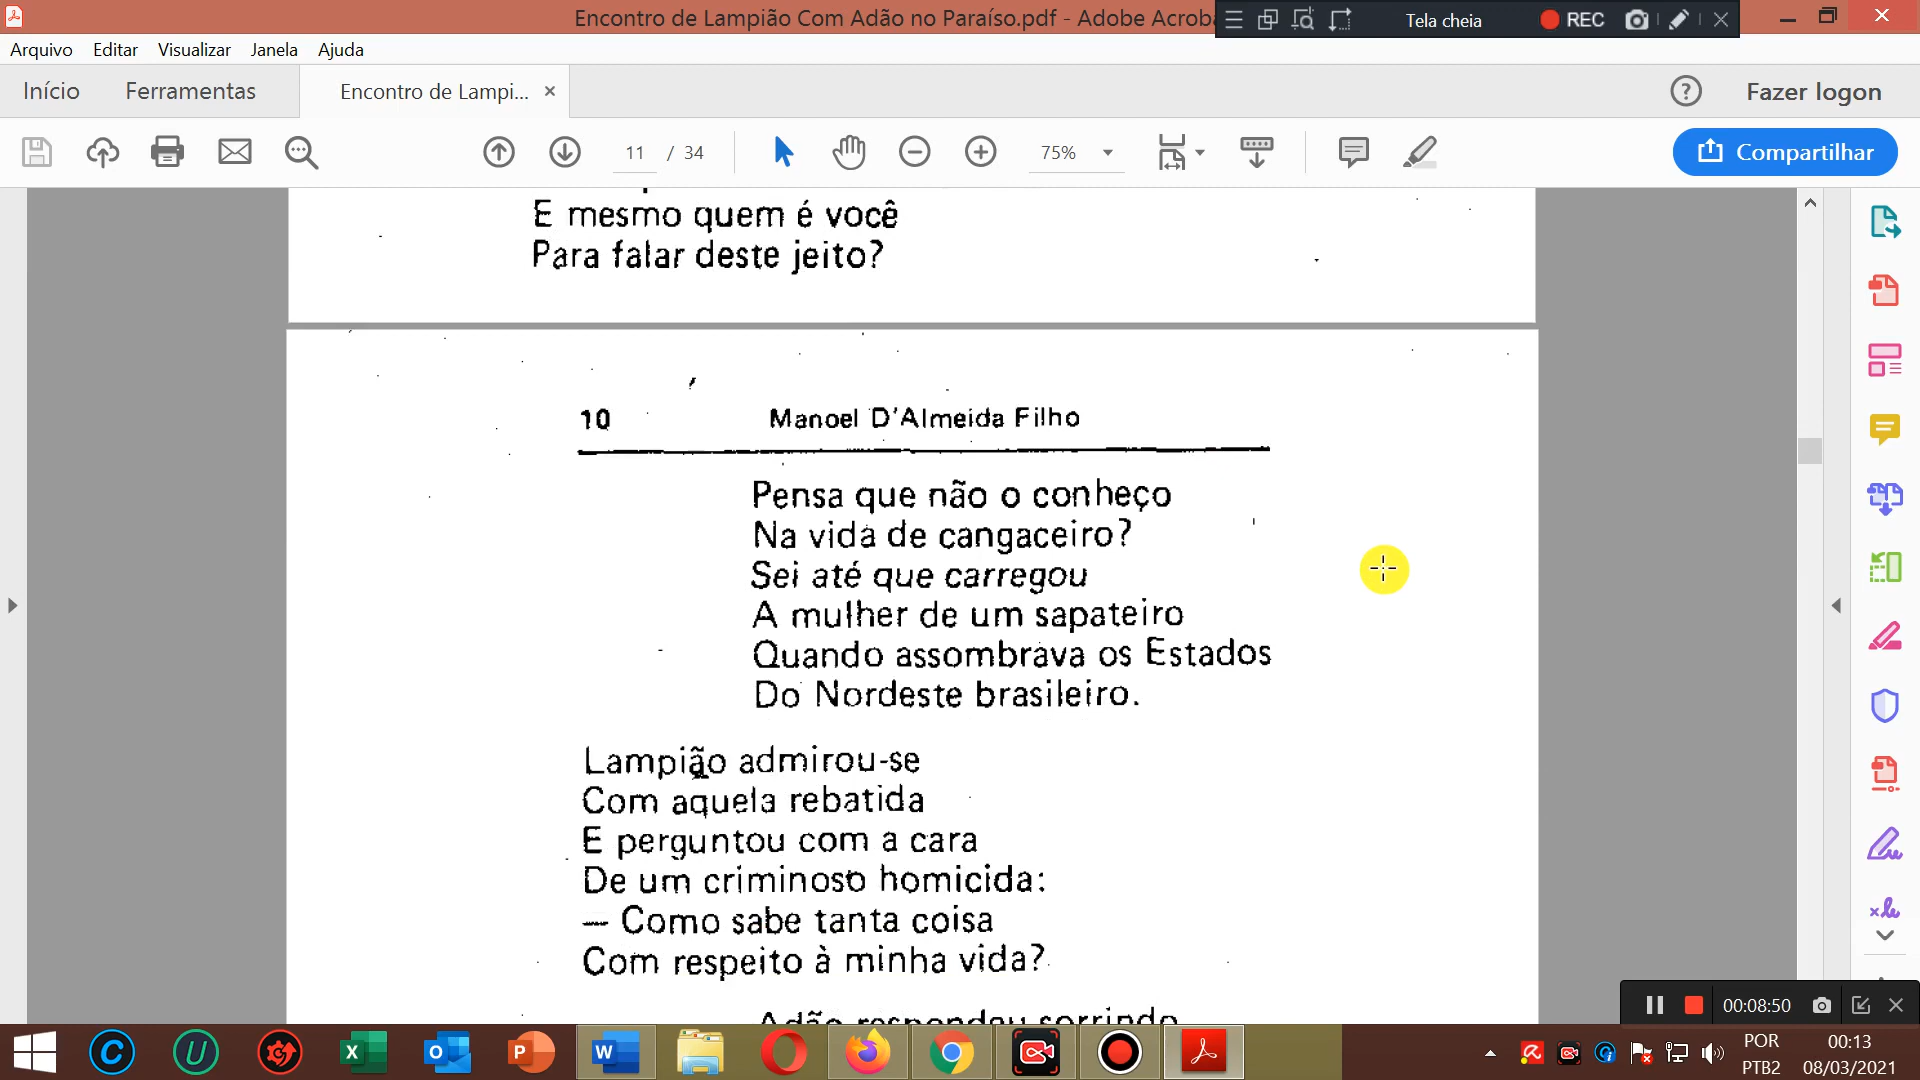 Encontro de Lampião Com Adão no Paraíso.pdf - Adobe Acroba
Tela cheia
REC
Arquivo Editar Visualizar Janela Ajuda
Início Ferramentas Encontro de Lampi...
Fazer logon
11 / 34
75%
Compartilhar
E mesmo quem é você
Para falar deste jeito?
10 Manoel D'Almeida Filho
Pensa que não o conheço
Na vida de cangaceiro?
Sei até que carregou
A mulher de um sapateiro
Quando assombrava os Estados
Do Nordeste brasileiro.
Lampião admirou-se
Com aquela rebatida
E perguntou com a cara
De um criminoso homicida:
— Como sabe tanta coisa
Com respeito à minha vida?
Adão respondeu sorrindo
00:08:50
POR
PTB2
00:13
08/03/2021